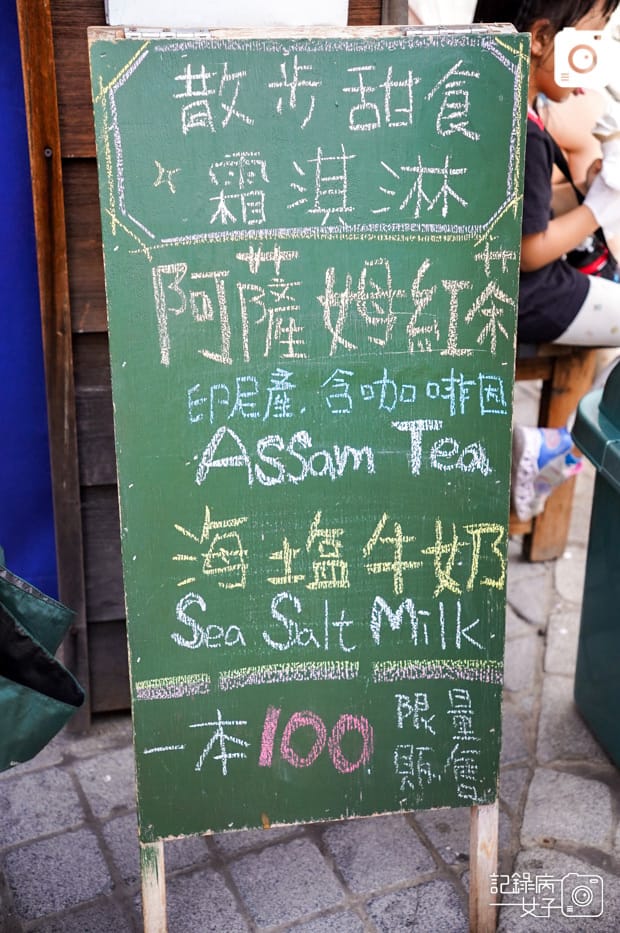 散步甜食
霜淇淋
阿薩姆紅茶
印尼產.含咖啡因
Assam Tea
海塩牛奶
Sea Salt Milk.
一本100
限量
販售
記錄病
女子